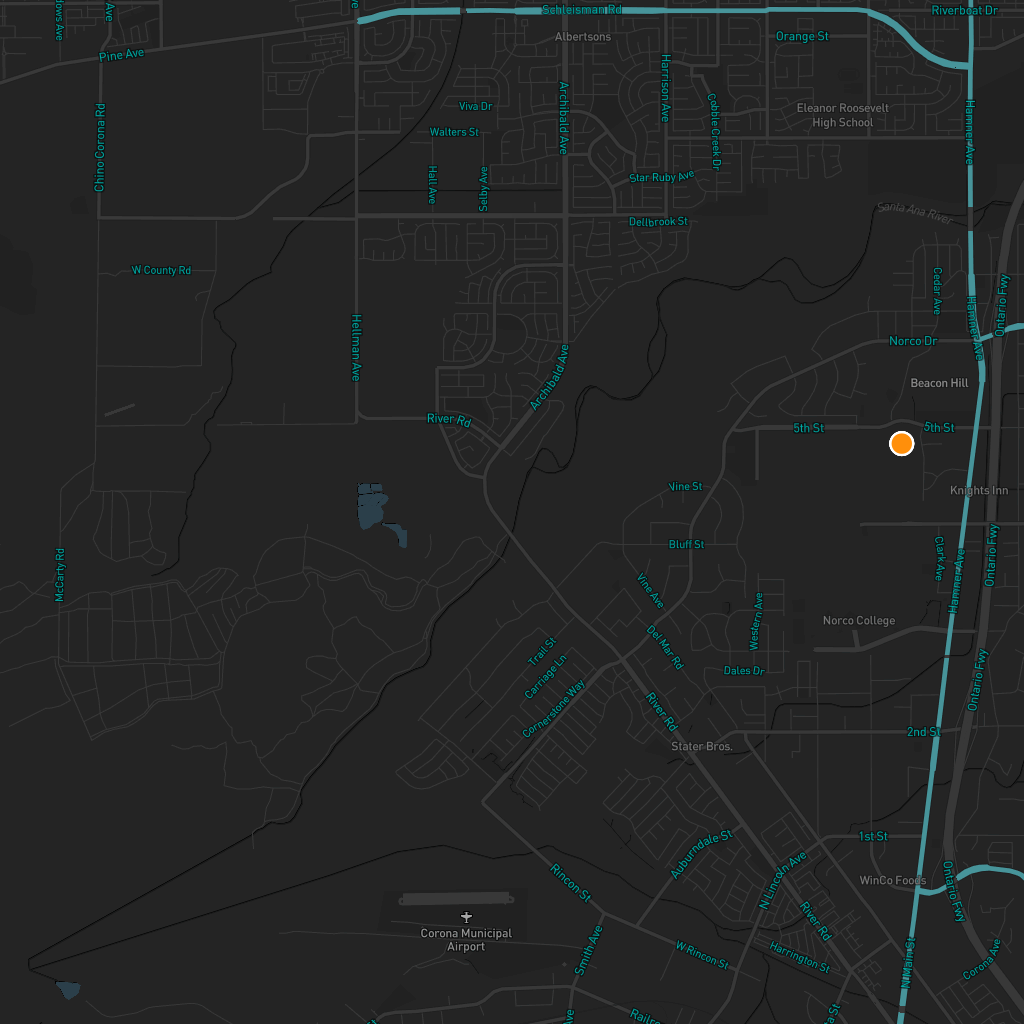 Schleisman Rd
Riverboat Dr
Albertsons
Orange St
Pine Ave
Harrison Ave
Archibald Ave
Viva Dr
Cobble Creek Dr
Eleanor Roosevelt
High School
Hamner Ave
Chino Corona Rd
Walters St
Hall Ave
Selby Ave
Star Ruby Ave
Santa Ana River
Dellbrook St
W County Rd
Cedar Ave
Ontario Fwy
Hamner Ave
Hellman Ave
Norco Dr
Archibald Ave
Beacon Hill
River Rd
5th St
5th St
Vine St
Knights Inn
Bluff St
Clark Ave
Hamner Ave
Ontario Fwy
McCarty Rd
Vine Ave
Western Ave
Norco College
Del Mar Rd
Trail St
Carriage Ln
Dales Dr
Ontario Fwy
Cornerstone Way
River Rd
2nd St
Stater Bros.
1st St
Auburndale St
N Lincoln Ave
WinCo Foods
Rincon St
Ontario Fwy
River Rd
Corona Municipal
Airport
Smith Ave
W Rincon St
Harrington St
N Main St
Corona Ave